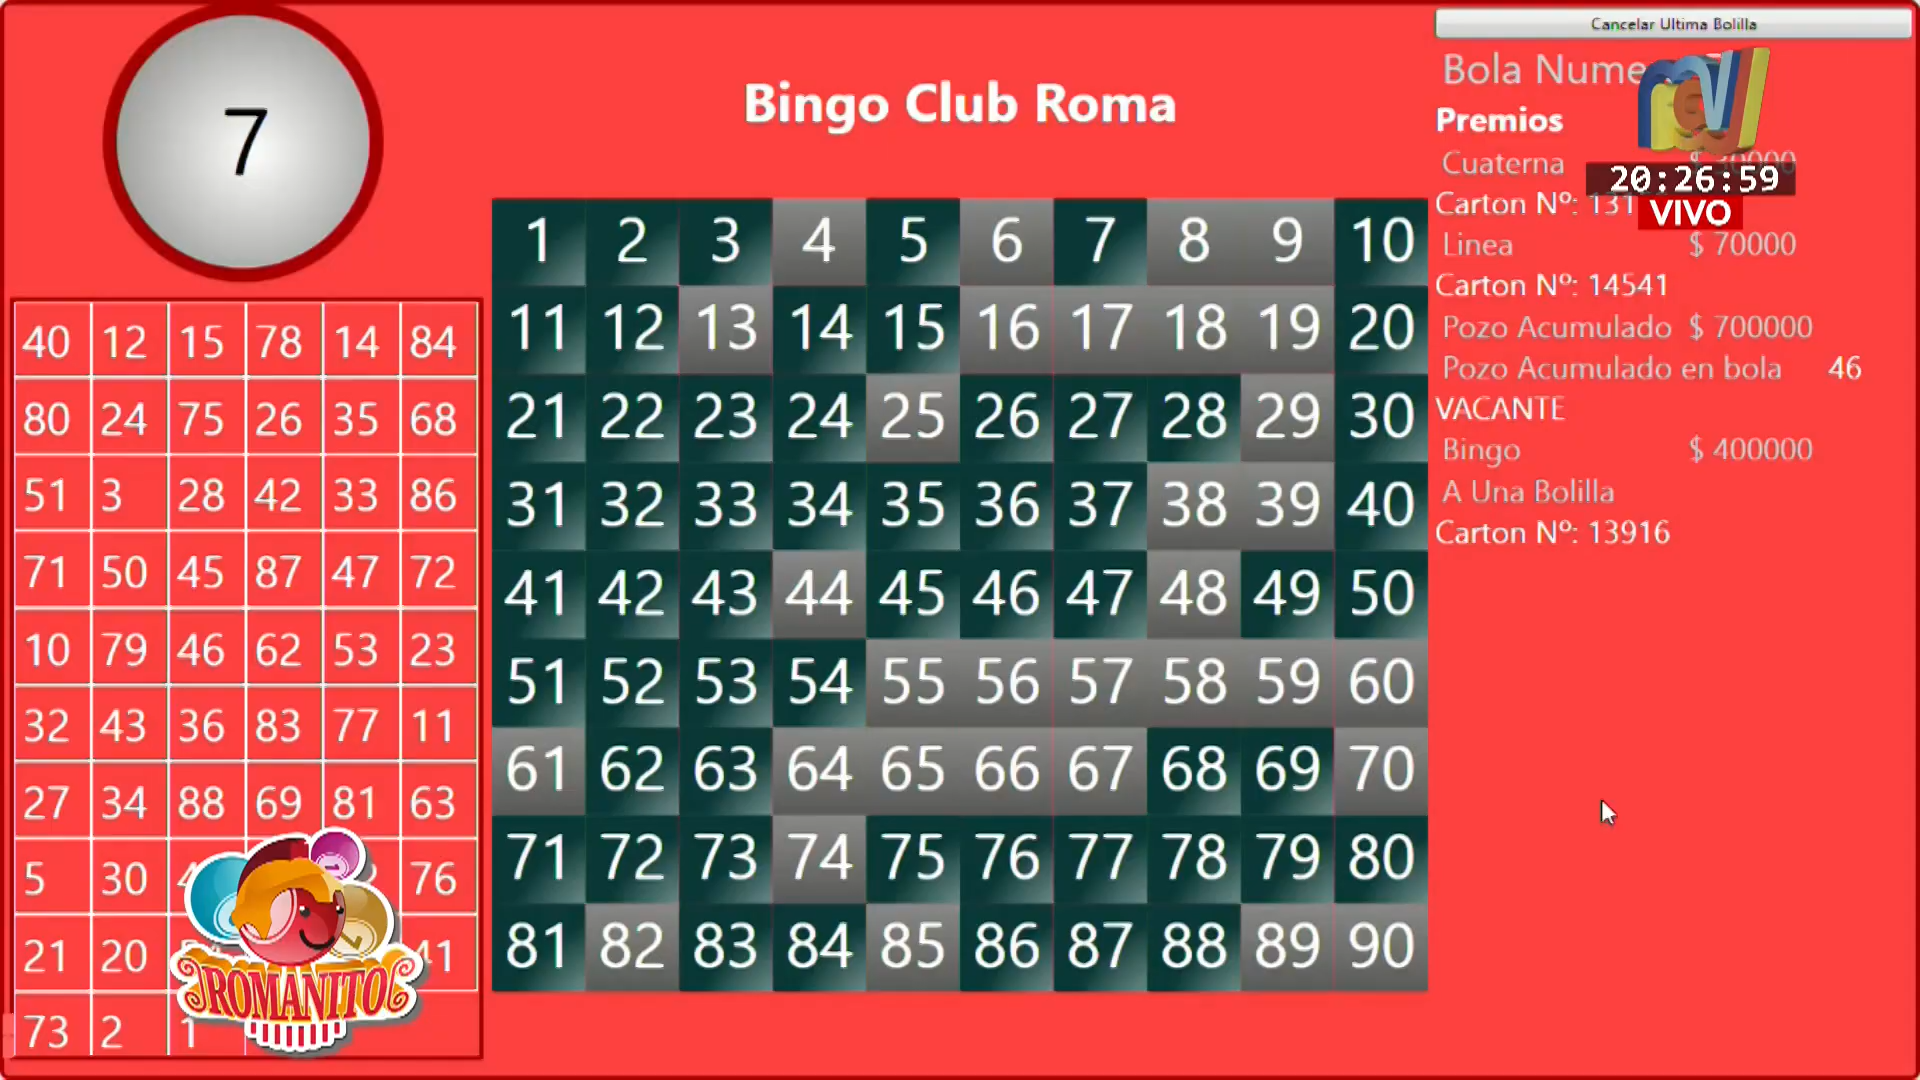 7
Bingo Club Roma
Cancelar Ultima Bolilla
Bola
Premios
Cuaterna
Carton Nº:
20:26:59
VIVO
Linea $ 70000
Carton Nº: 14541
Pozo Acumulado $ 700000
Pozo Acumulado en bola 46
VACANTE
Bingo $ 400000
A Una Bolilla
Carton Nº: 13916
40 12 15 78 14 84
80 24 75 26 35 68
51 3 28 42 33 86
71 50 45 87 47 72
10 79 46 62 53 23
32 43 36 83 77 11
27 34 88 69 81 63
5 30 76
21 20 41
73 2 1
ROMANITO
1 2 3 4 5 6 7 8 9 10
11 12 13 14 15 16 17 18 19 20
21 22 23 24 25 26 27 28 29 30
31 32 33 34 35 36 37 38 39 40
41 42 43 44 45 46 47 48 49 50
51 52 53 54 55 56 57 58 59 60
61 62 63 64 65 66 67 68 69 70
71 72 73 74 75 76 77 78 79 80
81 82 83 84 85 86 87 88 89 90